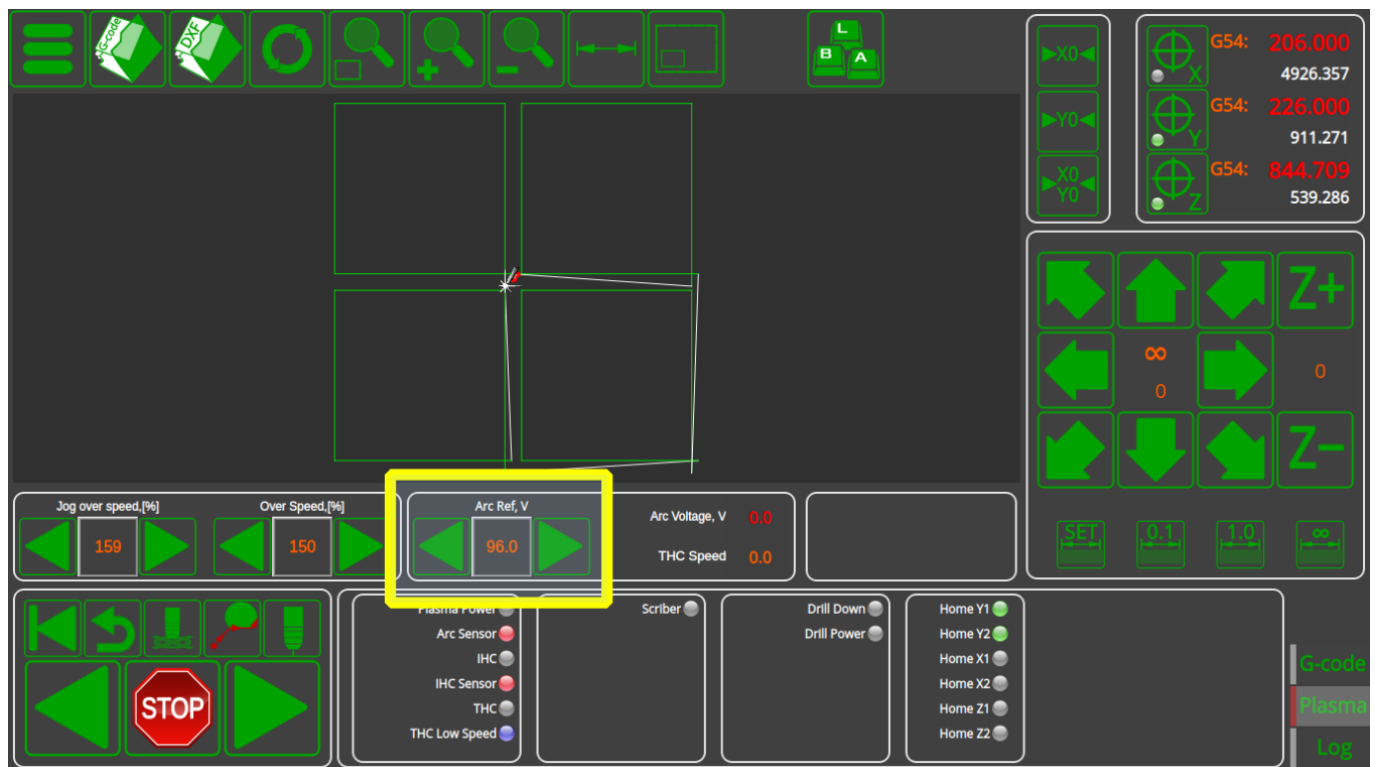 G-code
DXF
L
B A
X0
Y0
X0
Y0
X
G54: 206.000
4926.357
Y
G54: 226.000
911.271
Z
G54: 844.709
539.286
Z+
∞
0
0
Z-
SET
0.1
1.0
∞
Jog over speed,[%]
159
Over Speed,[%]
150
Arc Ref, V
96.0
Arc Voltage, V 0.0
THC Speed 0.0
STOP
Plasma Power
Arc Sensor
IHC
IHC Sensor
THC
THC Low Speed
Scriber
Drill Down
Drill Power
Home Y1
Home Y2
Home X1
Home X2
Home Z1
Home Z2
G-code
Plasma
Log